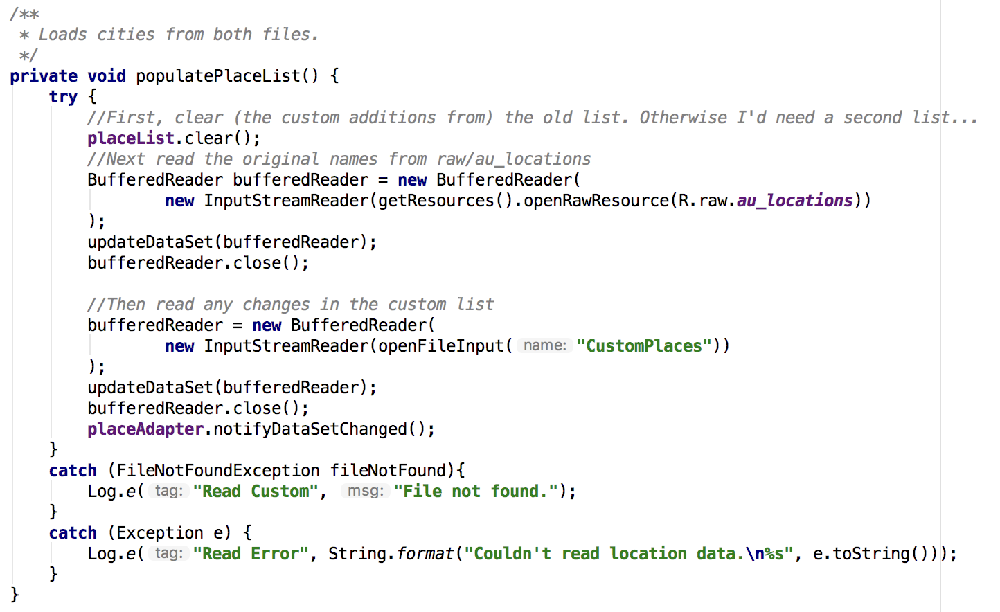 /**
 * Loads cities from both files.
 */
private void populatePlaceList() {
    try {
        //First, clear (the custom additions from) the old list. Otherwise I'd need a second list...
        placeList.clear();
        //Next read the original names from raw/au_locations
        BufferedReader bufferedReader = new BufferedReader(
                new InputStreamReader(getResources().openRawResource(R.raw.au_locations))
        );
        updateDataSet(bufferedReader);
        bufferedReader.close();

        //Then read any changes in the custom list
        bufferedReader = new BufferedReader(
                new InputStreamReader(openFileInput( name: "CustomPlaces"))
        );
        updateDataSet(bufferedReader);
        bufferedReader.close();
        placeAdapter.notifyDataSetChanged();
    }
    catch (FileNotFoundException fileNotFound){
        Log.e( tag: "Read Custom", msg: "File not found.");
    }
    catch (Exception e) {
        Log.e( tag: "Read Error", String.format("Couldn't read location data.\n%s", e.toString()));
    }
}